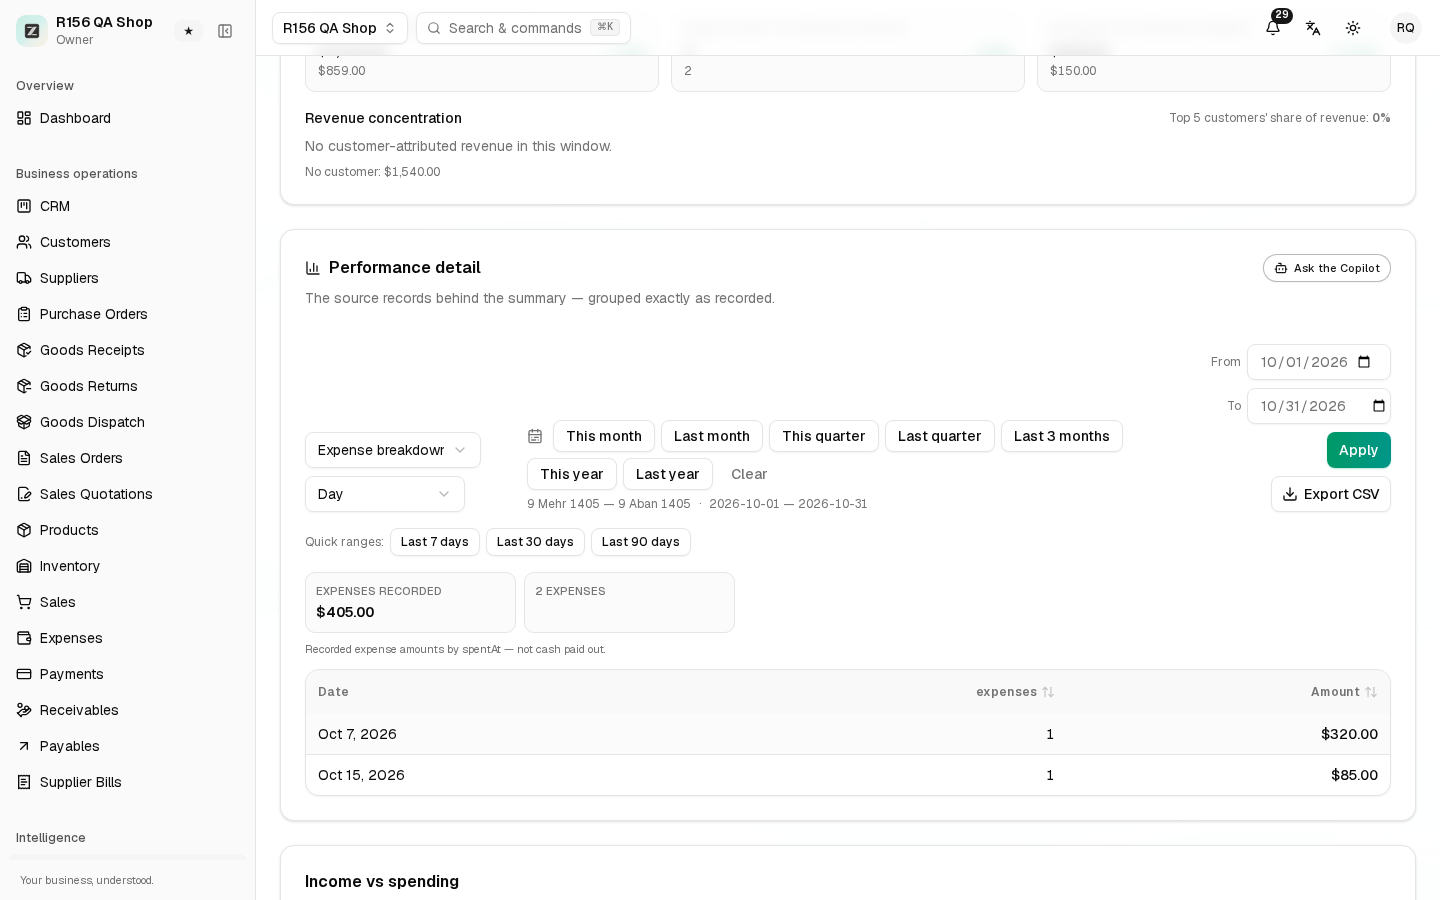 R156 QA Shop
Owner
R156 QA Shop
Search & commands
⌘K
29
RQ
Overview
Dashboard
Business operations
CRM
Customers
Suppliers
Purchase Orders
Goods Receipts
Goods Returns
Goods Dispatch
Sales Orders
Sales Quotations
Products
Inventory
Sales
Expenses
Payments
Receivables
Payables
Supplier Bills
Intelligence
Your business, understood.
$859.00
2
$150.00
Revenue concentration
Top 5 customers' share of revenue: 0%
No customer-attributed revenue in this window.
No customer: $1,540.00
Performance detail
Ask the Copilot
The source records behind the summary — grouped exactly as recorded.
From 10/01/2026
To 10/31/2026
Expense breakdown
Day
This month Last month This quarter Last quarter Last 3 months
This year Last year Clear
9 Mehr 1405 — 9 Aban 1405 · 2026-10-01 — 2026-10-31
Apply
Export CSV
Quick ranges: Last 7 days Last 30 days Last 90 days
EXPENSES RECORDED
$405.00
2 EXPENSES
Recorded expense amounts by spentAt — not cash paid out.
Date expenses Amount
Oct 7, 2026 1 $320.00
Oct 15, 2026 1 $85.00
Income vs spending